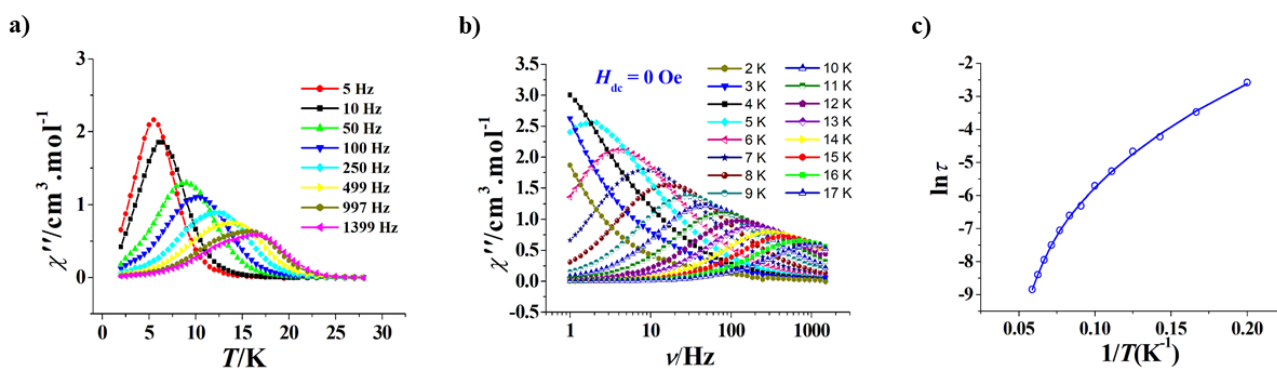 a)
3
2
1
0
χ''/cm³.mol⁻¹
0 5 10 15 20 25 30
T/K
5 Hz
10 Hz
50 Hz
100 Hz
250 Hz
499 Hz
997 Hz
1399 Hz
b)
3.5
3.0
2.5
2.0
1.5
1.0
0.5
0.0
-0.5
χ''/cm³.mol⁻¹
1 10 100 1000
ν/Hz
H_dc = 0 Oe
2 K 10 K
3 K 11 K
4 K 12 K
5 K 13 K
6 K 14 K
7 K 15 K
8 K 16 K
9 K 17 K
c)
-2
-3
-4
-5
-6
-7
-8
-9
ln τ
0.05 0.10 0.15 0.20
1/T(K⁻¹)